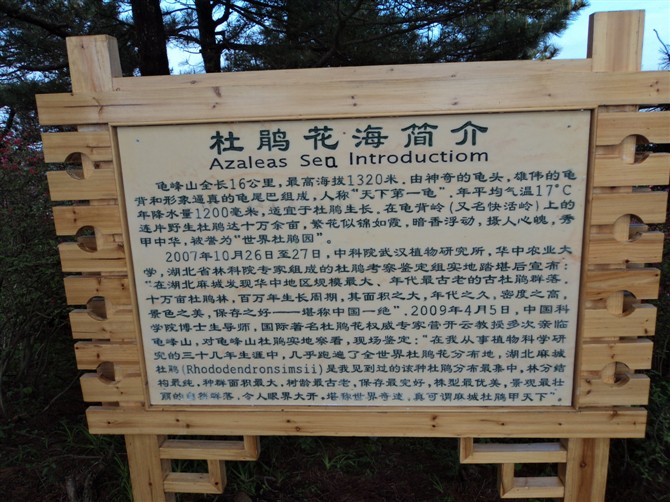 杜鹃花海简介
Azaleas Sea Introductiom
龟峰山全长16公里，最高海拔1320米，由神奇的龟头，雄伟的龟
背和形象逼真的龟尾巴组成，人称“天下第一龟”，年平均气温17°C
年降水量1200毫米，适宜于杜鹃生长，在龟背岭（又名快活岭）上的
连片野生杜鹃达十万余亩，繁花似锦如霞，暗香浮动，摄人心魄，秀
甲中华，被誉为“世界杜鹃园”。
2007年10月26日至27日，中科院武汉植物研究所，华中农业大
学，湖北省林科院专家组成的杜鹃考察鉴定组实地踏堪后宣布：
“在湖北麻城发现华中地区规模最大、年代最古老的古杜鹃群落
十万亩杜鹃林，百万年生长周期，其面积之大，年代之久，密度之高，
景色之美，保存之好——堪称中国一绝”.2009年4月5日，中国科
学院博士生导师，国际著名杜鹃花权威专家管开云教授多次亲临
龟峰山，对龟峰山杜鹃实地察看，现场鉴定：“在我从事植物科学研
究的三十几年生涯中，几乎跑遍了全世界杜鹃花分布地，湖北麻城
杜鹃(Rhododendronsimsii)是我见到过的该种杜鹃分布最集中，林分结
构最纯，种群面积最大，树龄最古老，保存最完好，株型最优美，景观最壮
丽的自然群落，令人眼界大开，堪称世界奇迹，真可谓麻城杜鹃甲天下”